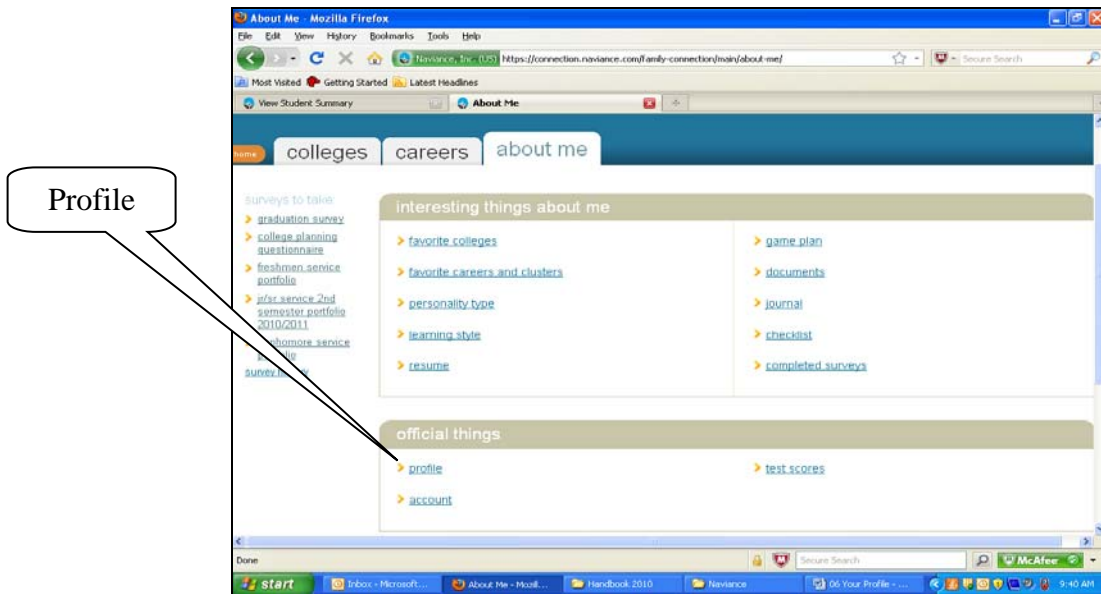 About Me - Mozilla Firefox
File Edit View History Bookmarks Tools Help
Naviance, Inc. (US) https://connection.naviance.com/family-connection/main/about-me/
Secure Search
Most Visited Getting Started Latest Headlines
View Student Summary
About Me
home
colleges
careers
about me
Profile
surveys to take
graduation survey
college planning
questionnaire
freshmen service
portfolio
jr/sr service 2nd
semester portfolio
2010/2011
service
survey
interesting things about me
favorite colleges
favorite careers and clusters
personality type
learning style
resume
game plan
documents
journal
checklist
completed surveys
official things
profile
account
test scores
Done
Secure Search
McAfee
start
Inbox - Microsoft...
About Me - Mozill...
Handbook 2010
Naviance
06 Your Profile - ...
9:40 AM